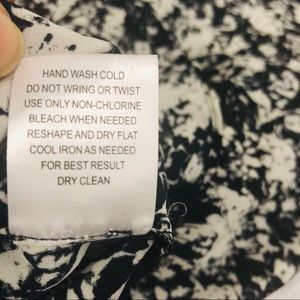 HAND WASH COLD
DO NOT WRING OR TWIST
USE ONLY NON-CHLORINE
BLEACH WHEN NEEDED
RESHAPE AND DRY FLAT
COOL IRON AS NEEDED
FOR BEST RESULT
DRY CLEAN